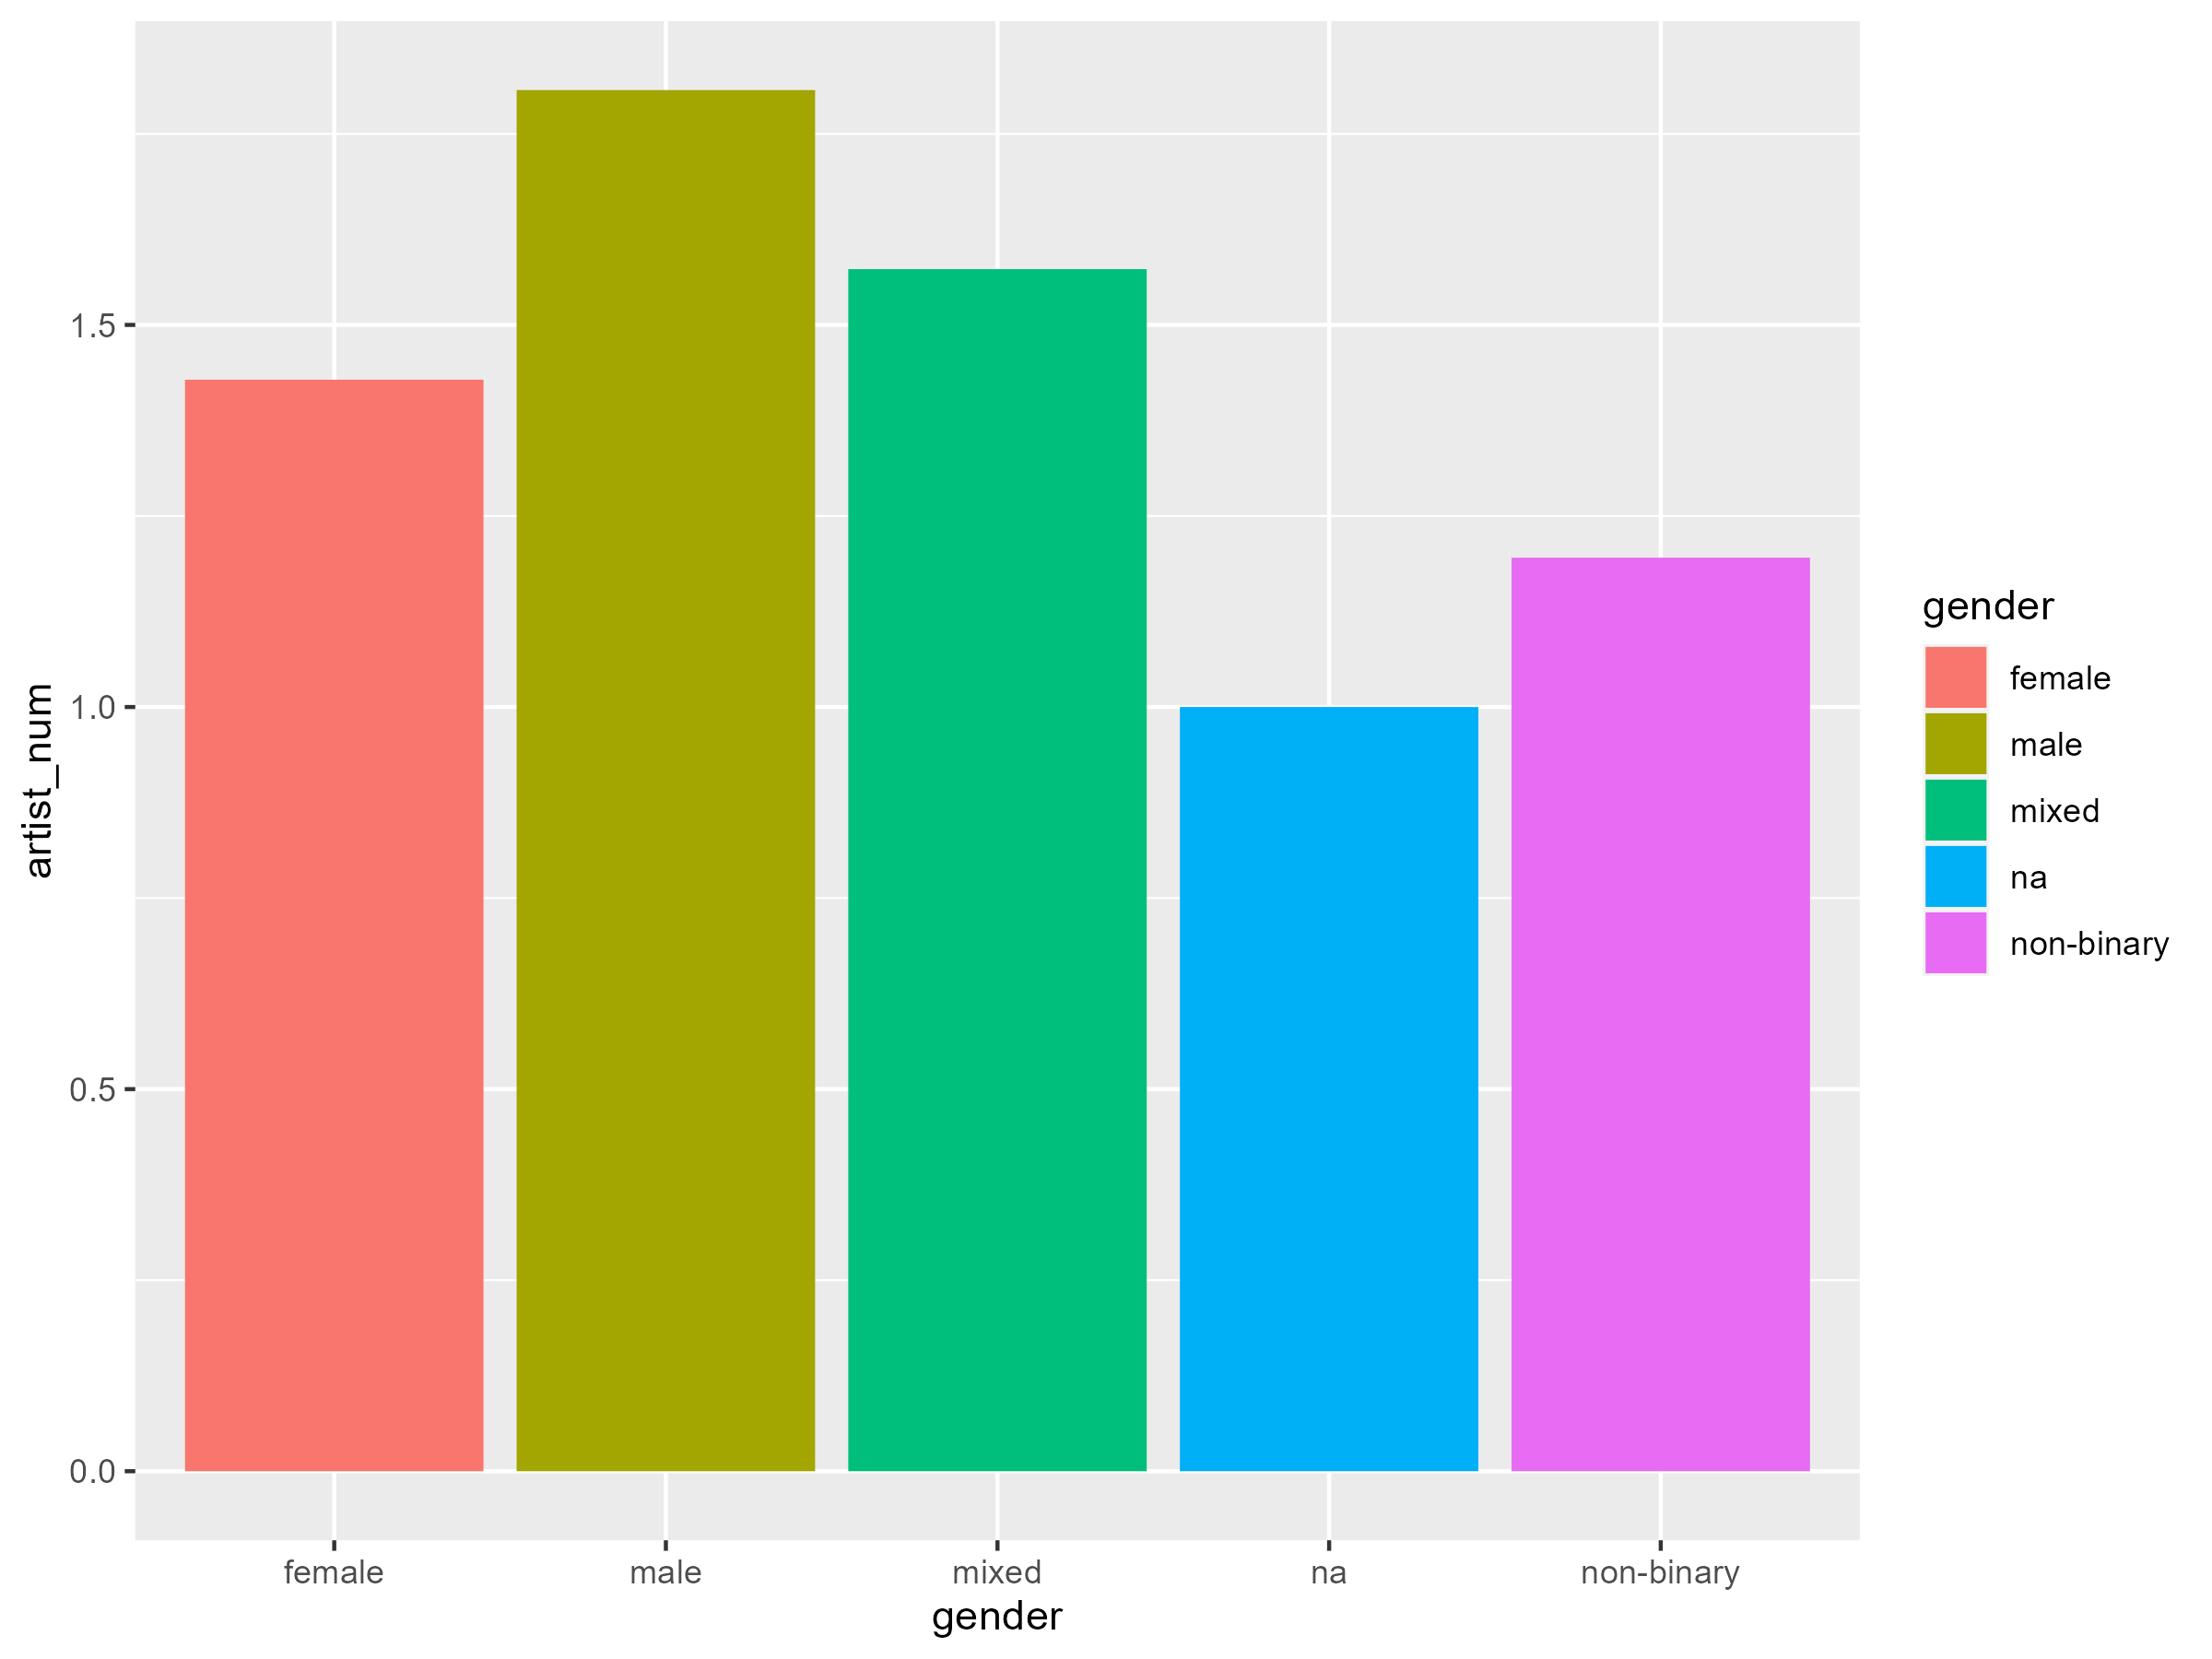 artist_num
1.5
1.0
0.5
0.0
female
male
mixed
na
non-binary
gender
gender
female
male
mixed
na
non-binary